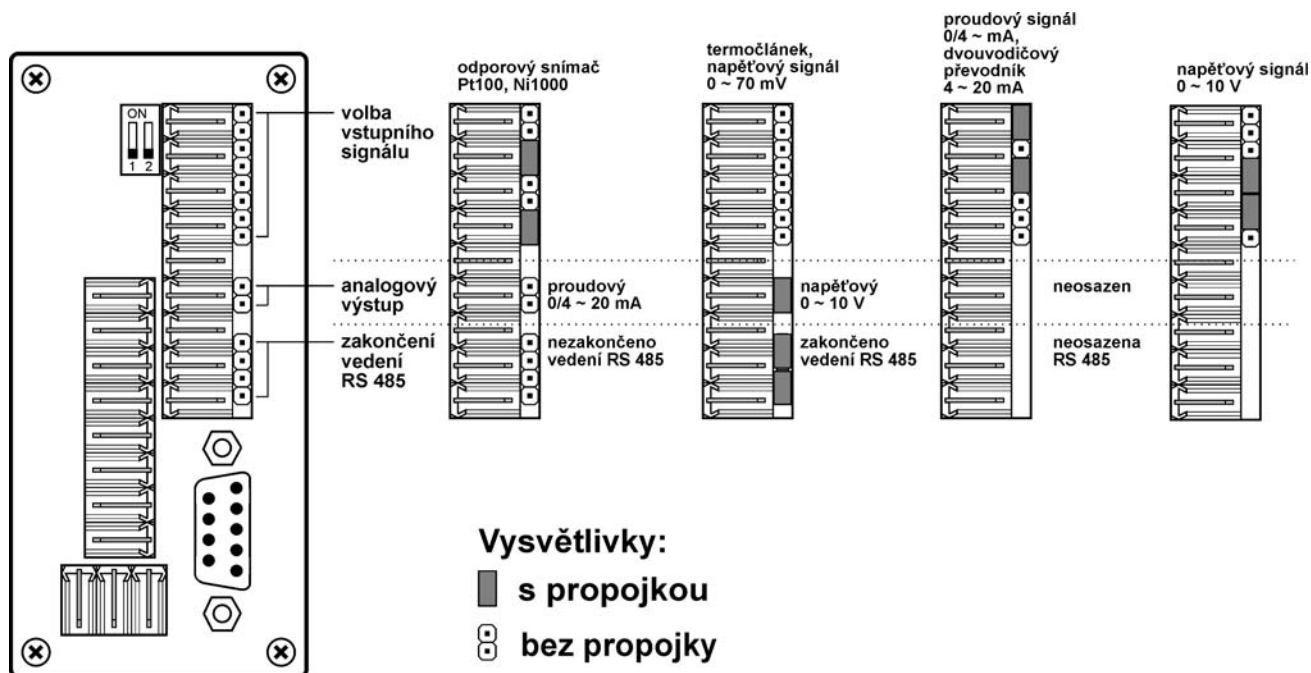 ON
1 2
volba
vstupního
signálu
analogový
výstup
zakončení
vedení
RS 485
odporový snímač
Pt100, Ni1000
termočlánek,
napěťový signál
0 ~ 70 mV
proudový signál
0/4 ~ mA,
dvouvodičový
převodník
4 ~ 20 mA
napěťový signál
0 ~ 10 V
proudový
0/4 ~ 20 mA
napěťový
0 ~ 10 V
neosazen
nezakončeno
vedení RS 485
zakončeno
vedení RS 485
neosazena
RS 485
Vysvětlivky:
s propojkou
bez propojky